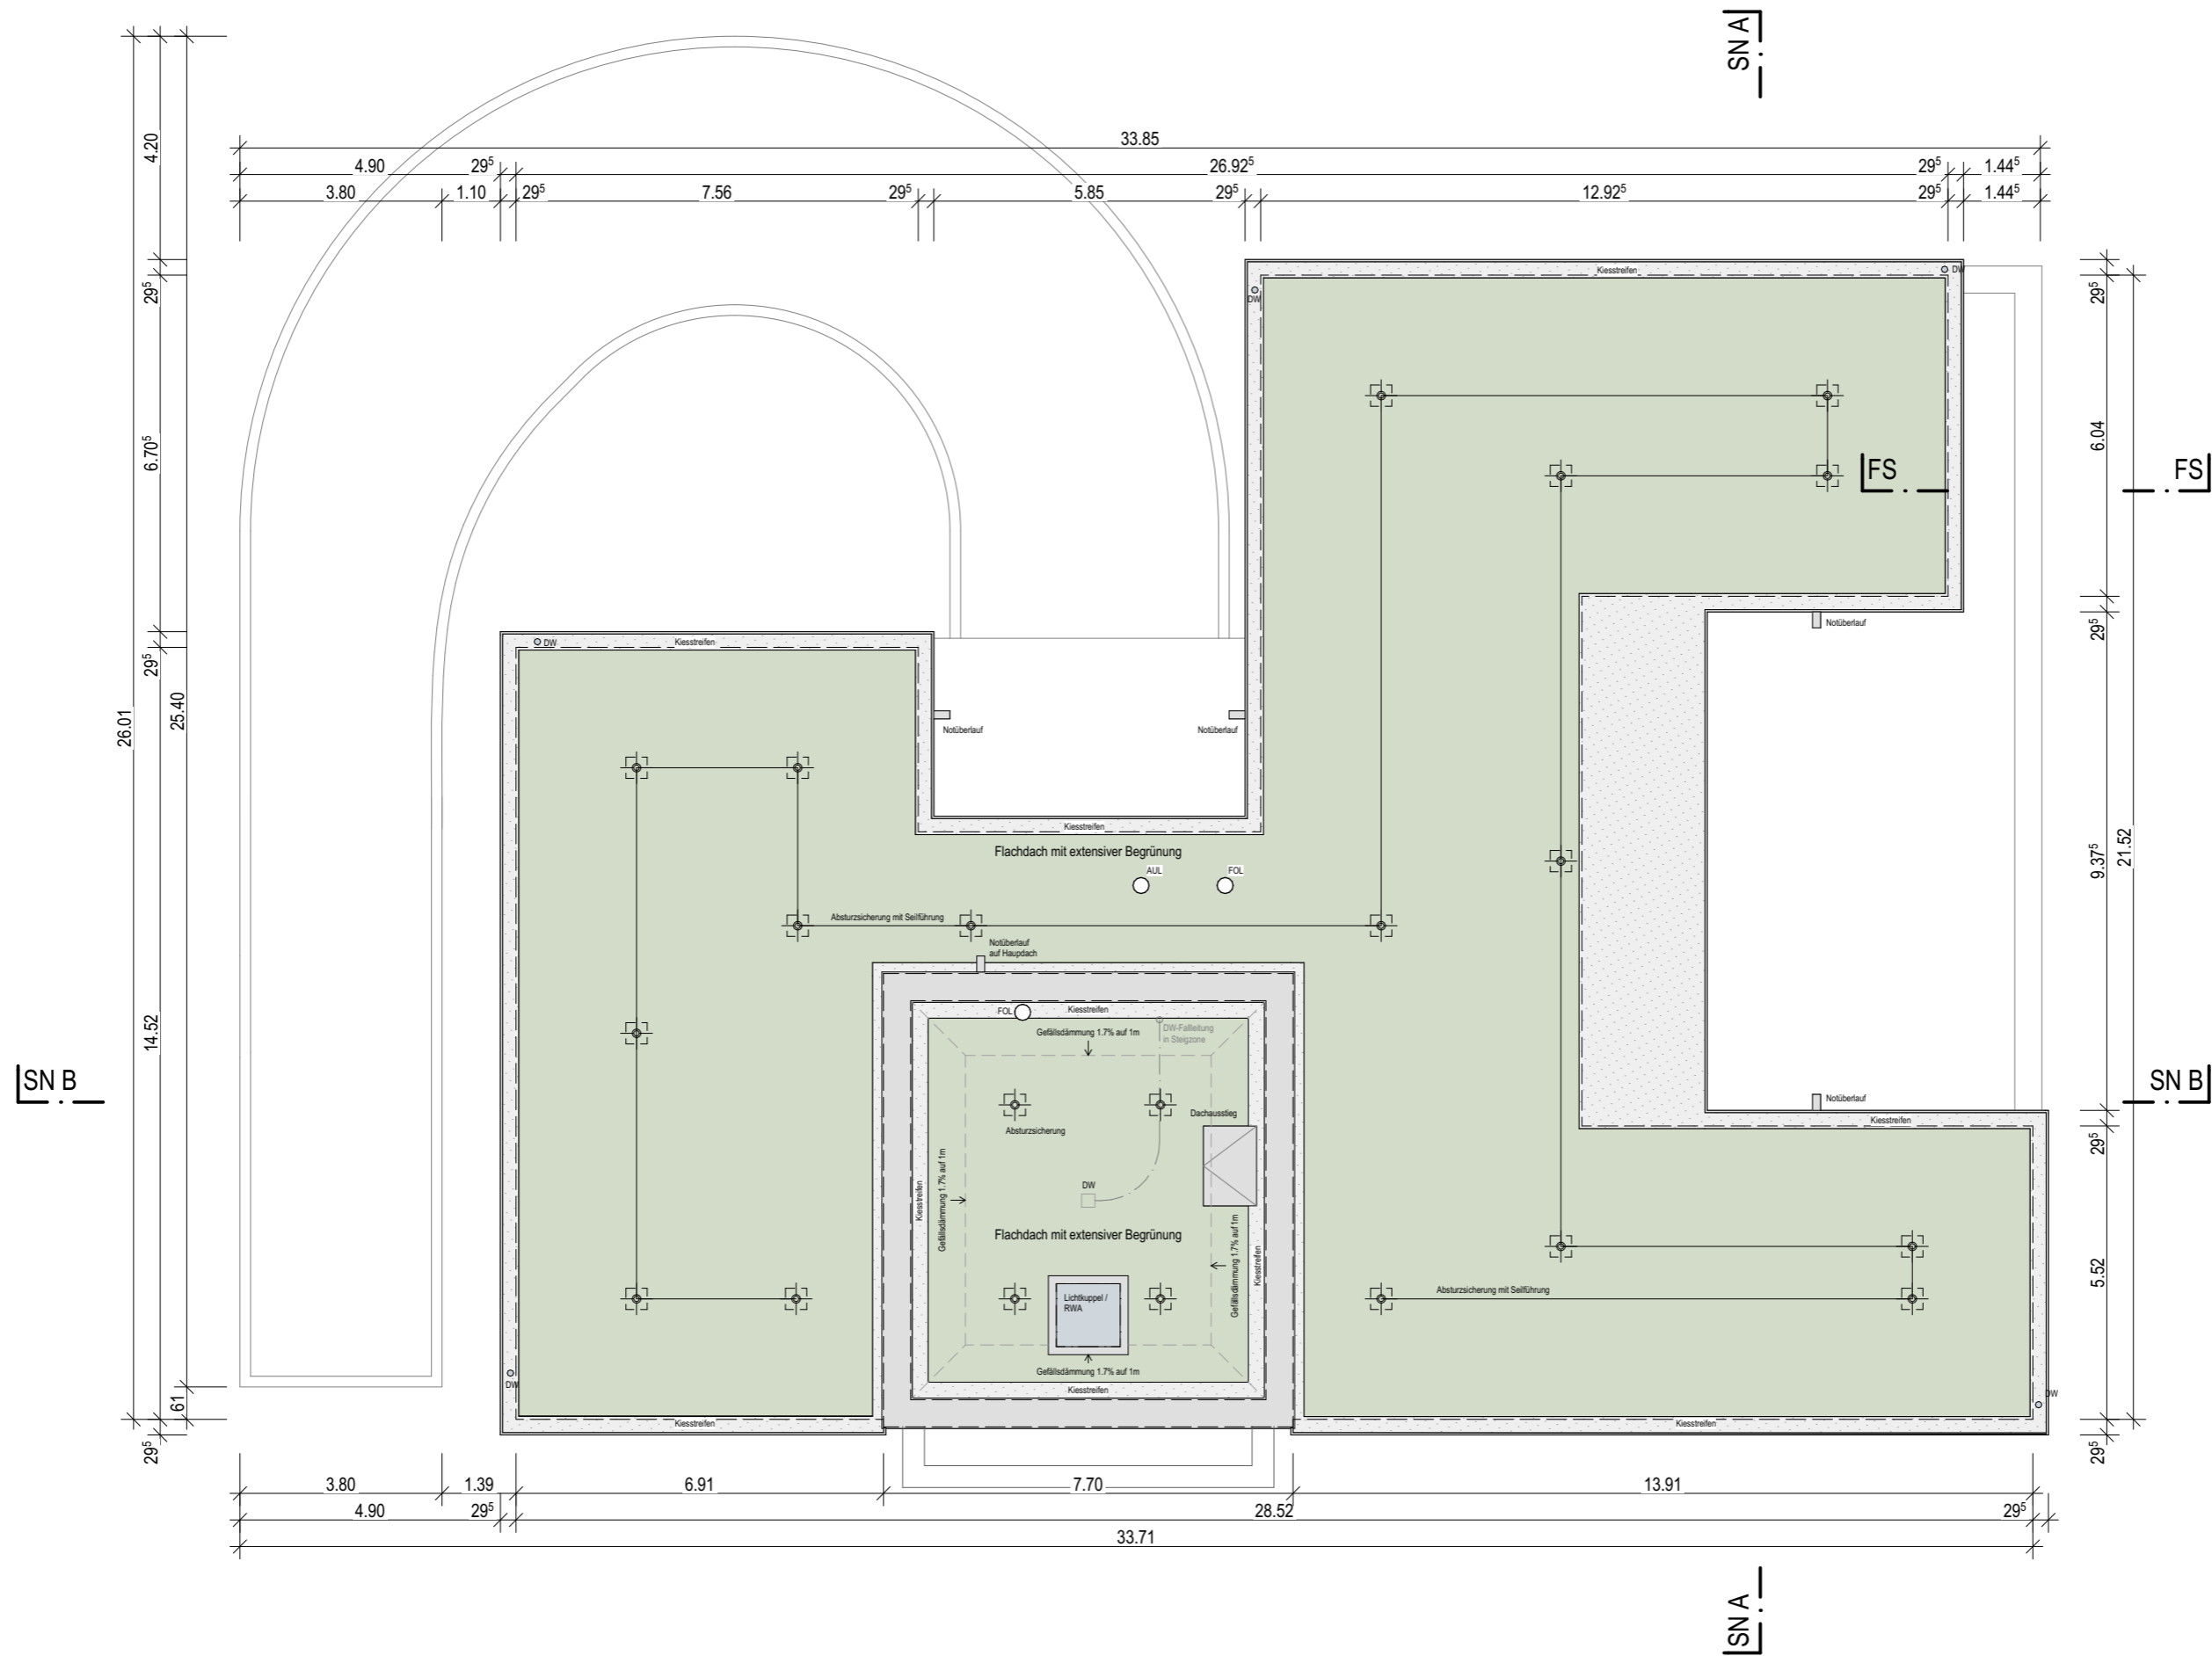 SN A
33.85
4.90
29⁵
26.92⁵
29⁵
1.44⁵
3.80
1.10
29⁵
7.56
29⁵
5.85
29⁵
12.92⁵
29⁵
1.44⁵
4.20
29⁵
6.70⁵
29⁵
26.01
25.40
14.52
61
29⁵
Kiesstreifen
DW
DW
29⁵
6.04
FS
FS
29⁵
Notüberlauf
DW
Kiesstreifen
Notüberlauf
Notüberlauf
Kiesstreifen
Flachdach mit extensiver Begrünung
AUL
FOL
9.37⁵
21.52
Absturzsicherung mit Seilführung
Notüberlauf
auf Haupdach
FOL
Kiesstreifen
Gefällsdämmung 1.7% auf 1m
DW-Fallleitung
in Steigzone
SN B
SN B
Notüberlauf
Kiesstreifen
29⁵
Dachausstieg
Absturzsicherung
Kiesstreifen
Gefällsdämmung 1.7% auf 1m
DW
Flachdach mit extensiver Begrünung
Gefällsdämmung 1.7% auf 1m
Kiesstreifen
5.52
Lichtkuppel /
RWA
Absturzsicherung mit Seilführung
Gefällsdämmung 1.7% auf 1m
Kiesstreifen
DW
DW
Kiesstreifen
Kiesstreifen
29⁵
3.80
1.39
6.91
7.70
13.91
4.90
29⁵
28.52
29⁵
33.71
SN A